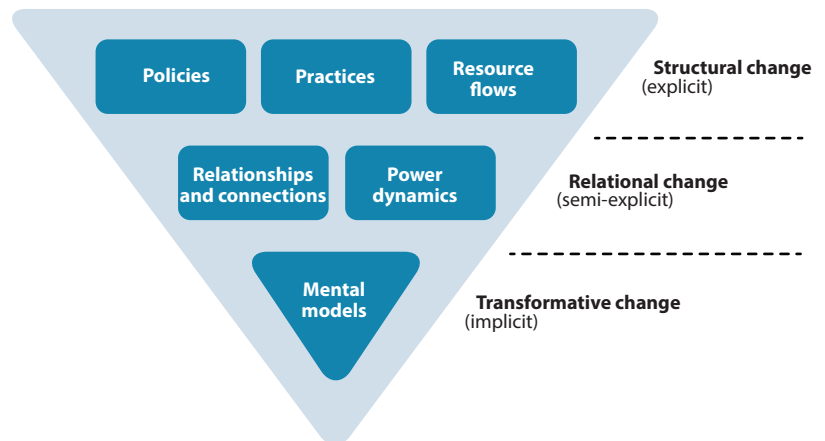 Policies
Practices
Resource
flows
Structural change
(explicit)
Relationships
and connections
Power
dynamics
Relational change
(semi-explicit)
Mental
models
Transformative change
(implicit)